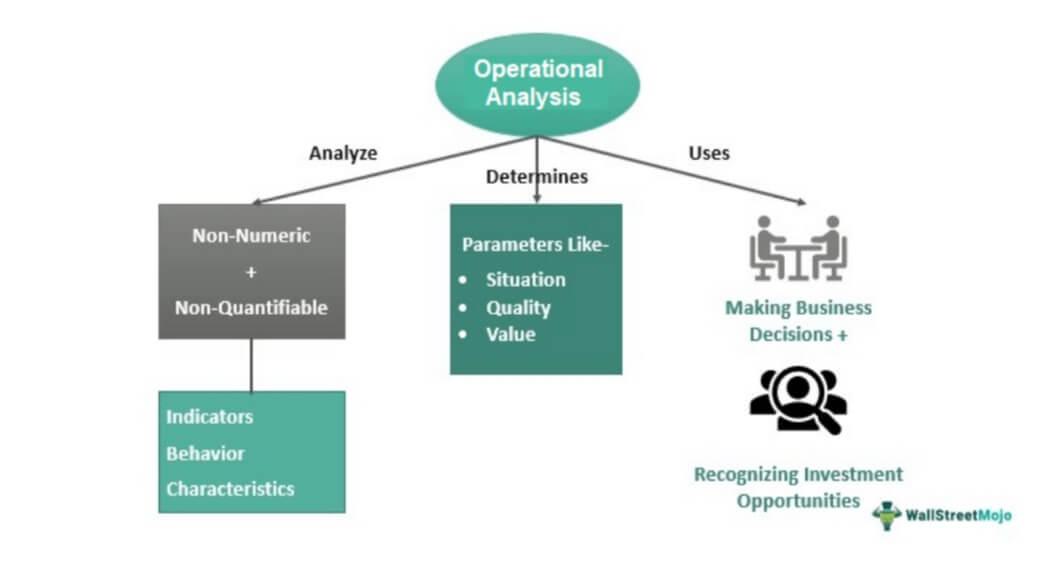 Operational
Analysis
Analyze
Determines
Uses
Non-Numeric
+
Non-Quantifiable
Indicators
Behavior
Characteristics
Parameters Like-
• Situation
• Quality
• Value
Making Business
Decisions +
Recognizing Investment
Opportunities
WallStreetMojo